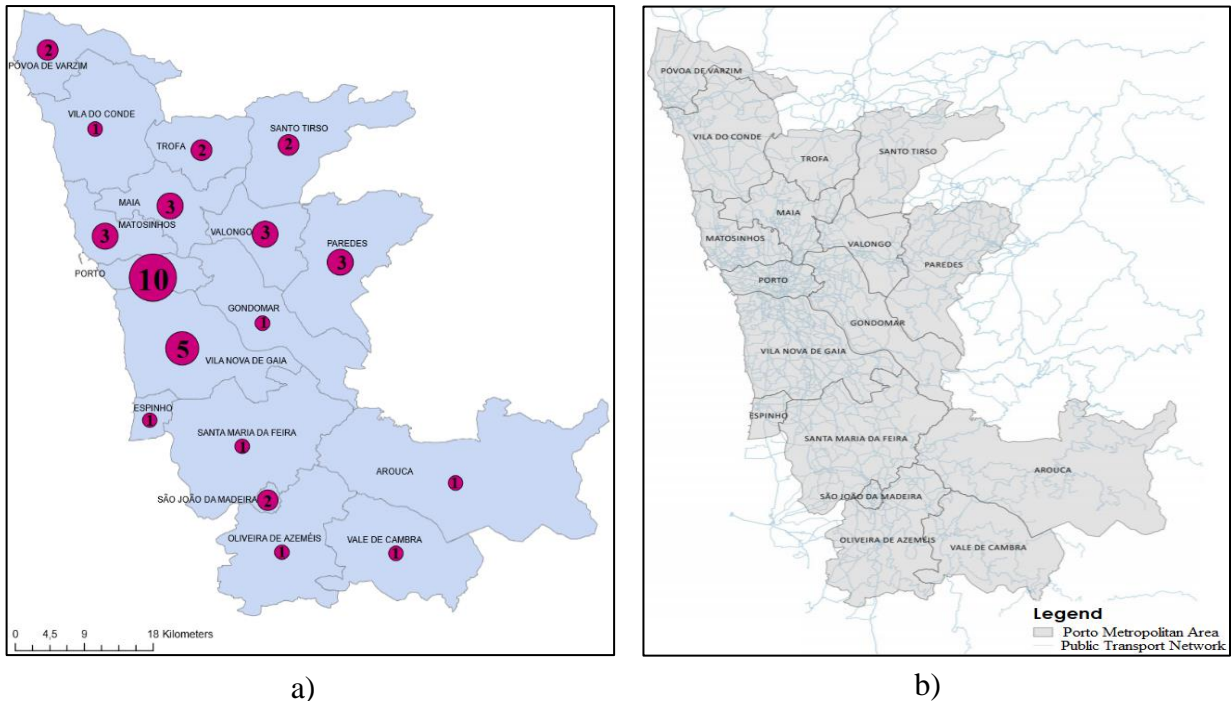 2
PÓVOA DE VARZIM
VILA DO CONDE
1
TROFA
2
SANTO TIRSO
2
MAIA
3
MATOSINHOS
3
VALONGO
3
PAREDES
3
PORTO
10
GONDOMAR
1
5
VILA NOVA DE GAIA
ESPINHO
1
SANTA MARIA DA FEIRA
1
AROUCA
1
SÃO JOÃO DA MADEIRA
2
OLIVEIRA DE AZEMÉIS
1
VALE DE CAMBRA
1
0 4,5 9 18 Kilometers
a)
PÓVOA DE VARZIM
VILA DO CONDE
TROFA
SANTO TIRSO
MAIA
MATOSINHOS
VALONGO
PAREDES
PORTO
GONDOMAR
VILA NOVA DE GAIA
ESPINHO
SANTA MARIA DA FEIRA
AROUCA
SÃO JOÃO DA MADEIRA
OLIVEIRA DE AZEMÉIS
VALE DE CAMBRA
Legend
Porto Metropolitan Area
Public Transport Network
b)